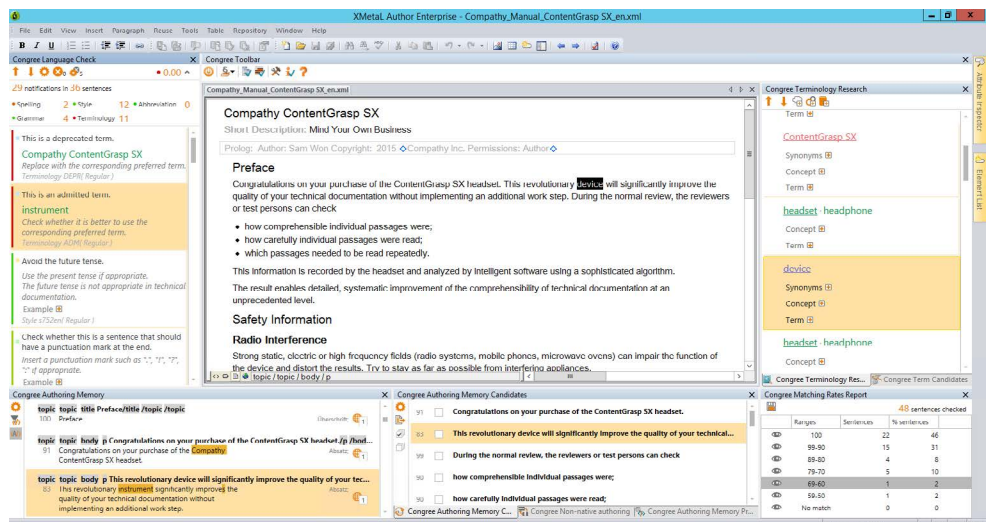 XMetaL Author Enterprise - Compathy_Manual_ContentGrasp SX_en.xml
File Edit View Insert Paragraph Reuse Tools Table Repository Window Help
B I U
Congree Language Check
0.00
29 notifications in 36 sentences
Spelling 2 Style 12 Abbreviation 0
Grammar 4 Terminology 11
This is a deprecated term.
Compathy ContentGrasp SX
Replace with the corresponding preferred term.
Terminology DEPR( Regular )
This is an admitted term.
instrument
Check whether it is better to use the
corresponding preferred term.
Terminology ADM( Regular )
Avoid the future tense.
Use the present tense if appropriate.
The future tense is not appropriate in technical
documentation.
Example
Style s752en( Regular )
Check whether this is a sentence that should
have a punctuation mark at the end.
Insert a punctuation mark such as ".", "!", "?",
":" if appropriate.
Example
Congree Toolbar
Compathy_Manual_ContentGrasp SX_en.xml
Compathy ContentGrasp SX
Short Description: Mind Your Own Business
Prolog: Author: Sam Won Copyright: 2015 Compathy Inc. Permissions: Author
Preface
Congratulations on your purchase of the ContentGrasp SX headset. This revolutionary device will significantly improve the
quality of your technical documentation without implementing an additional work step. During the normal review, the reviewers
or test persons can check
• how comprehensible individual passages were;
• how carefully individual passages were read;
• which passages needed to be read repeatedly.
This information is recorded by the headset and analyzed by intelligent software using a sophisticated algorithm.
The result enables detailed, systematic improvement of the comprehensibility of technical documentation at an
unprecedented level.
Safety Information
Radio Interference
Strong static, electric or high frequency fields (radio systems, mobile phones, microwave ovens) can impair the function of
the device and distort the results. Try to stay as far as possible from interfering appliances.
topic / topic / body / p
Congree Terminology Research
Term
ContentGrasp SX
Synonyms
Concept
Term
headset - headphone
Concept
Term
device
Synonyms
Concept
Term
headset - headphone
Concept
Congree Terminology Res...
Congree Term Candidates
Attribute Inspector
Element List
Congree Authoring Memory
topic topic title Preface/title /topic /topic
100 Preface
Überschrift 1
topic topic body p Congratulations on your purchase of the ContentGrasp SX headset./p /bod...
91 Congratulations on your purchase of the Compathy
ContentGrasp SX headset.
Absatz 1
topic topic body p This revolutionary device will significantly improve the quality of your tec...
83 This revolutionary instrument significantly improves the
quality of your technical documentation without
implementing an additional work step.
Absatz 1
Congree Authoring Memory Candidates
91 Congratulations on your purchase of the ContentGrasp SX headset.
83 This revolutionary device will significantly improve the quality of your technical...
99 During the normal review, the reviewers or test persons can check
90 how comprehensible individual passages were;
90 how carefully individual passages were read;
Congree Authoring Memory C...
Congree Non-native authoring
Congree Authoring Memory Pr...
Congree Matching Rates Report
48 sentences checked
Ranges Sentences % sentences
100 22 46
99-90 15 31
89-80 4 8
79-70 5 10
69-60 1 2
59-50 1 2
No match 0 0